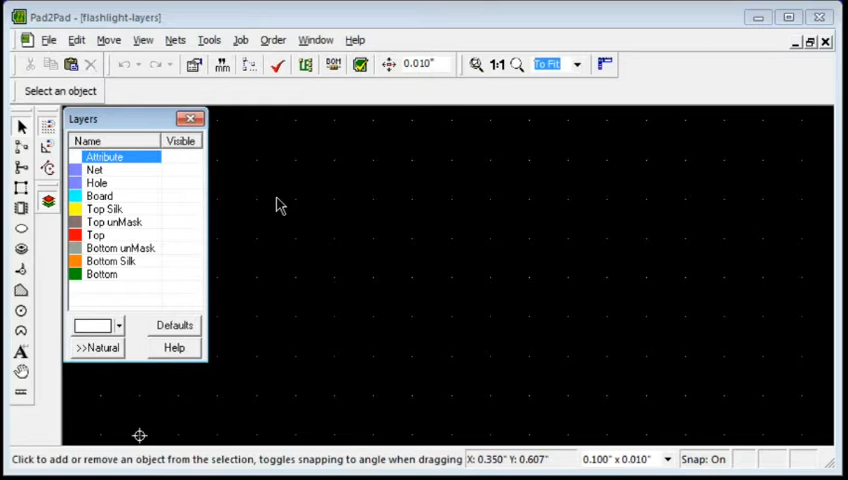 Pad2Pad - [flashlight-layers]
File Edit Move View Nets Tools Job Order Window Help
mm BOM 0.010" 1:1 To Fit
Select an object
Layers
Name Visible
Attribute
Net
Hole
Board
Top Silk
Top unMask
Top
Bottom unMask
Bottom Silk
Bottom
Defaults
>>Natural Help
A
Click to add or remove an object from the selection, toggles snapping to angle when dragging X: 0.350" Y: 0.607" 0.100" x 0.010" Snap: On